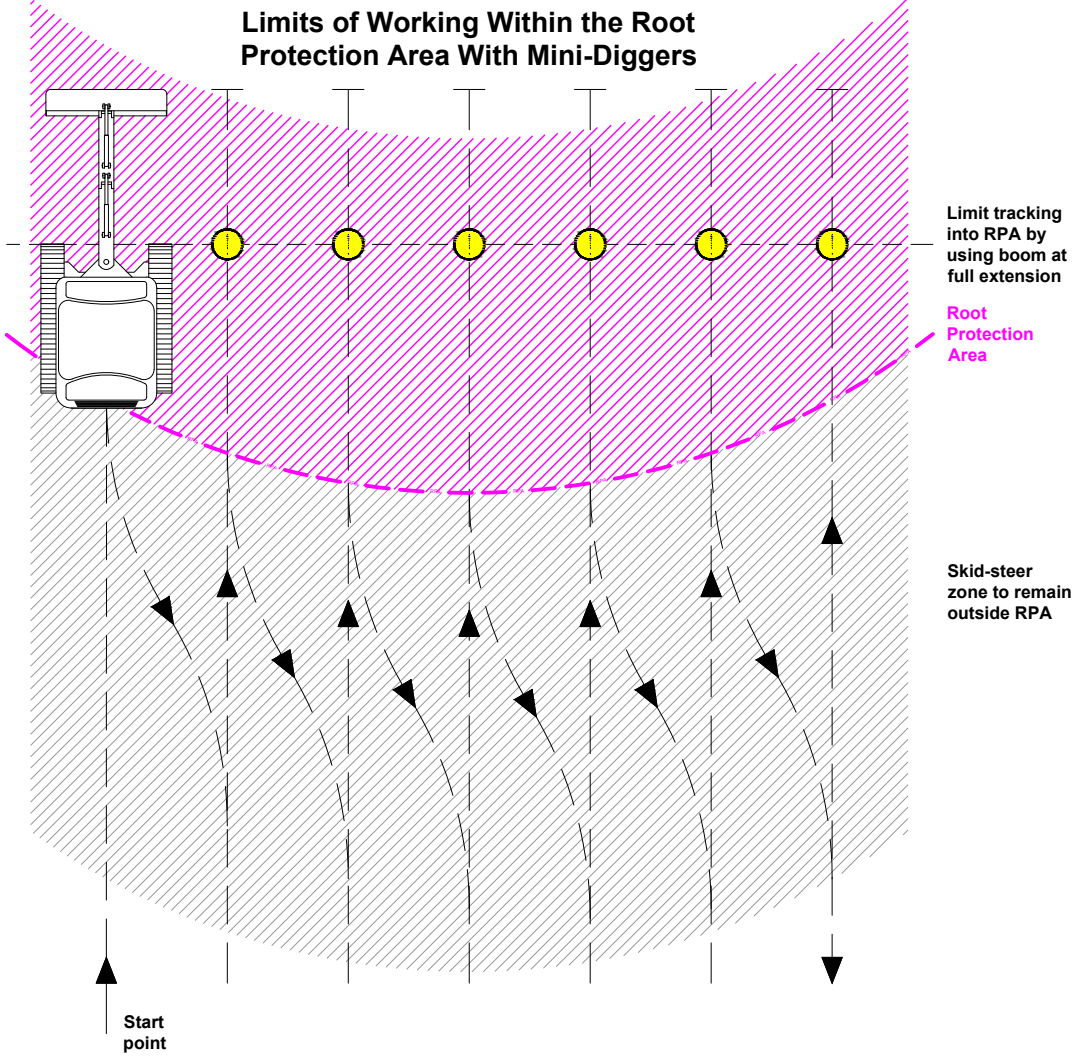 Limits of Working Within the Root
Protection Area With Mini-Diggers
Limit tracking
into RPA by
using boom at
full extension
Root
Protection
Area
Skid-steer
zone to remain
outside RPA
Start
point